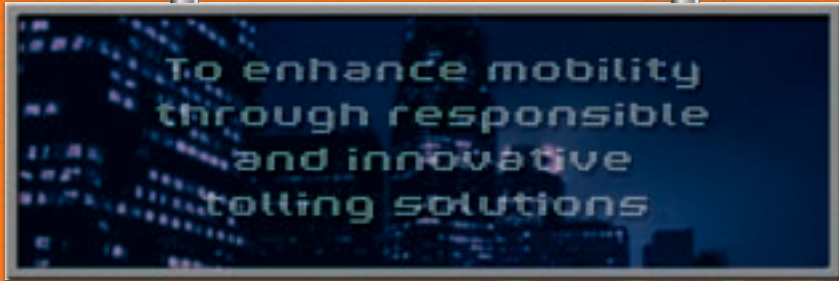 To enhance mobility
through responsible
and innovative
tolling solutions